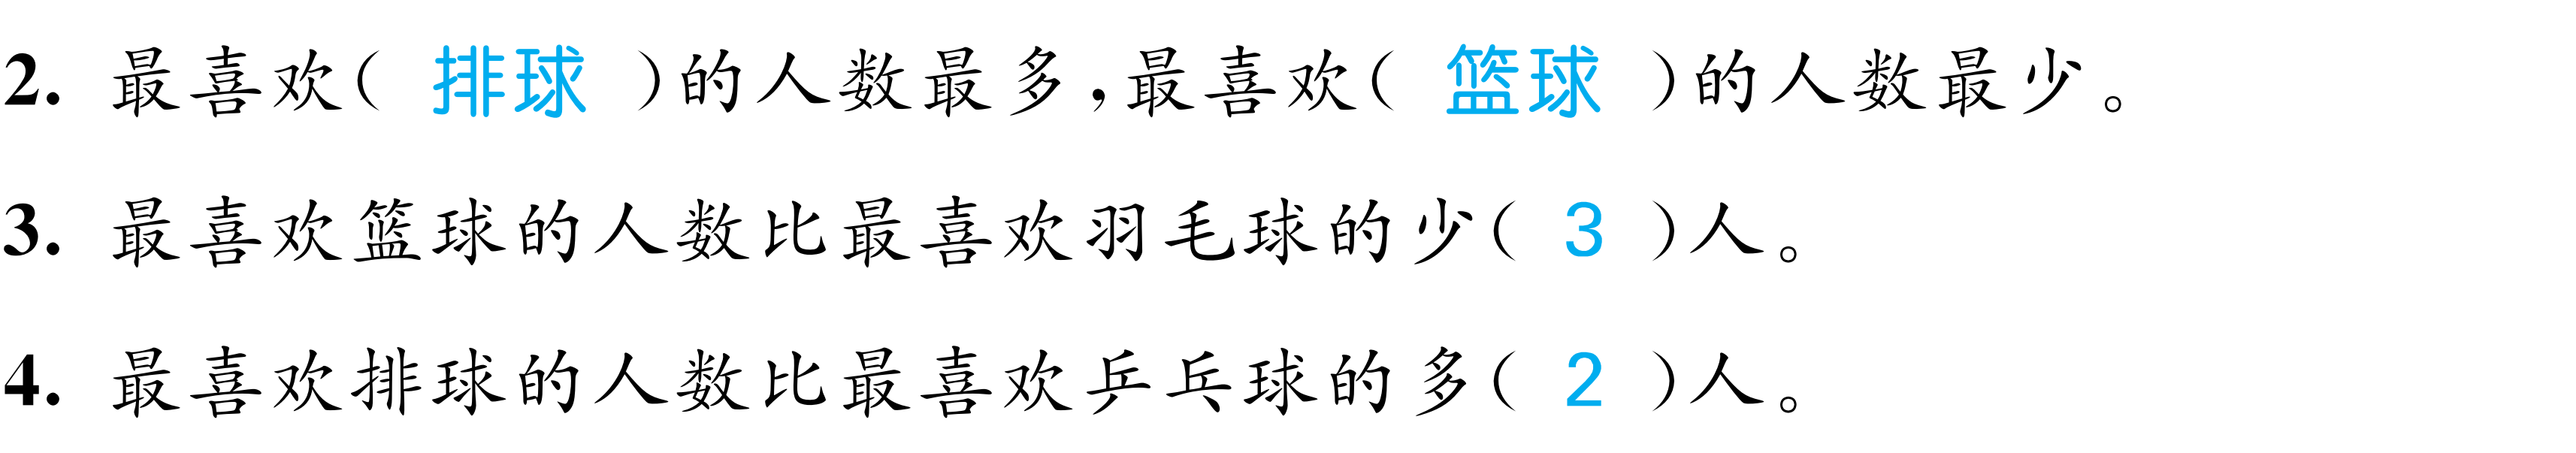 2. 最喜欢( 排球 )的人数最多,最喜欢( 篮球 )的人数最少。
3. 最喜欢篮球的人数比最喜欢羽毛球的少( 3 )人。
4. 最喜欢排球的人数比最喜欢乒乓球的多( 2 )人。